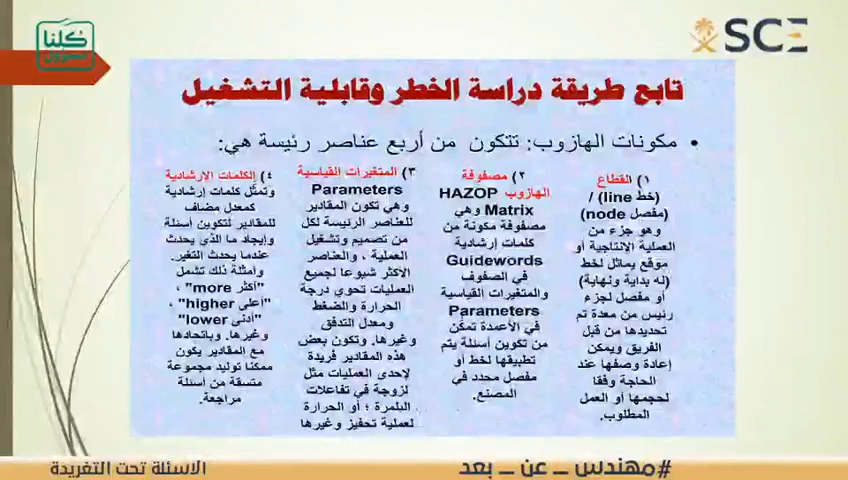 كلنا
مسؤول
SCE
تابع طريقة دراسة الخطر وقابلية التشغيل
• مكونات الهازوب: تتكون من أربع عناصر رئيسة هي:
١) القطاع
(خط line) /
(مفصل node)
وهو جزء من
العملية الإنتاجية أو
موقع يماثل لخط
(له بداية ونهاية)
أو مفصل لجزء
رئيس من معدة تم
تحديدها من قبل
الفريق ويمكن
إعادة وصفها عند
الحاجة وفقا
لحجمها أو العمل
المطلوب.
٢) مصفوفة
الهازوب HAZOP
Matrix وهي
مصفوفة مكونة من
كلمات إرشادية
Guidewords
في الصفوف
والمتغيرات القياسية
Parameters
في الأعمدة تمكن
من تكوين أسئلة يتم
تطبيقها لخط أو
مفصل محدد في
المصنع.
٣) المتغيرات القياسية
Parameters
وهي تكون المقادير
للعناصر الرئيسة لكل
من تصميم وتشغيل
العملية ، والعناصر
الأكثر شيوعا لجميع
العمليات تحوي درجة
الحرارة والضغط
ومعدل التدفق
وغيرها. وتكون بعض
هذه المقادير فريدة
لإحدى العمليات مثل
لزوجة في تفاعلات
البلمرة ؛ أو الحرارة
لعملية تحفيز وغيرها
٤) الكلمات الإرشادية
وتمثل كلمات إرشادية
كمعدل مضاف
للمقادير لتكوين أسئلة
وإيجاد ما الذي يحدث
عندما يحدث التغير.
وأمثلة ذلك تشمل
"أكثر more" ،
"أعلى higher" ،
"أدنى lower"
وغيرها. وباتحادها
مع المقادير يكون
ممكنا توليد مجموعة
متسقة من أسئلة
مراجعة.
#مهندس_عن_بعد
الاسئلة تحت التغريدة